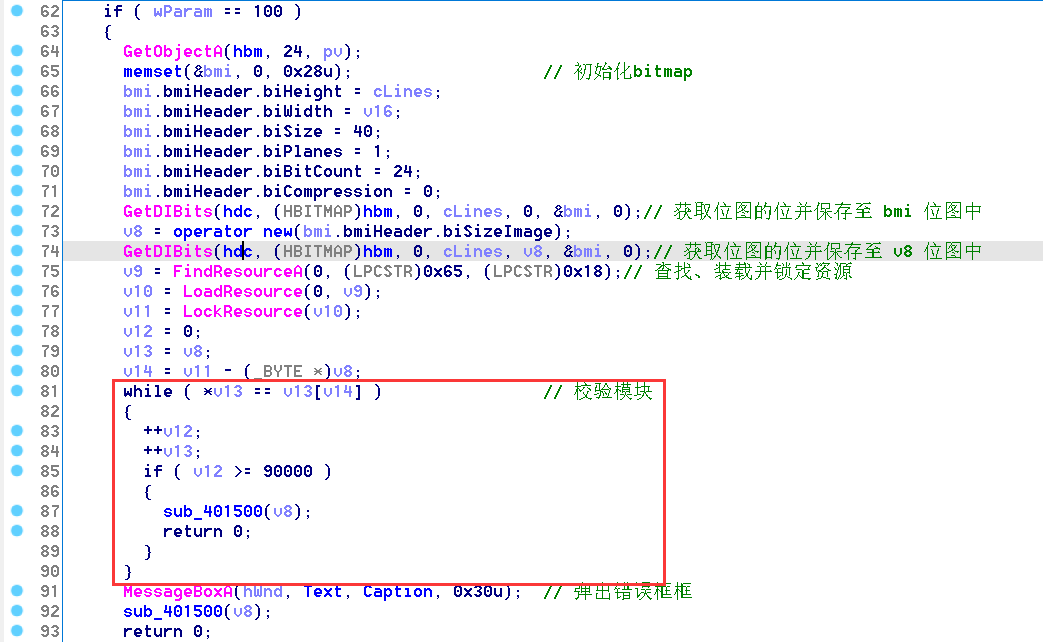 62 if ( wParam == 100 )
63 {
64 GetObjectA(hbm, 24, pv);
65 memset(&bmi, 0, 0x28u); // 初始化bitmap
66 bmi.bmiHeader.biHeight = cLines;
67 bmi.bmiHeader.biWidth = v16;
68 bmi.bmiHeader.biSize = 40;
69 bmi.bmiHeader.biPlanes = 1;
70 bmi.bmiHeader.biBitCount = 24;
71 bmi.bmiHeader.biCompression = 0;
72 GetDIBits(hdc, (HBITMAP)hbm, 0, cLines, 0, &bmi, 0);// 获取位图的位并保存至 bmi 位图中
73 v8 = operator new(bmi.bmiHeader.biSizeImage);
74 GetDIBits(hdc, (HBITMAP)hbm, 0, cLines, v8, &bmi, 0);// 获取位图的位并保存至 v8 位图中
75 v9 = FindResourceA(0, (LPCSTR)0x65, (LPCSTR)0x18);// 查找、装载并锁定资源
76 v10 = LoadResource(0, v9);
77 v11 = LockResource(v10);
78 v12 = 0;
79 v13 = v8;
80 v14 = v11 - (_BYTE *)v8;
81 while ( *v13 == v13[v14] ) // 校验模块
82 {
83 ++v12;
84 ++v13;
85 if ( v12 >= 90000 )
86 {
87 sub_401500(v8);
88 return 0;
89 }
90 }
91 MessageBoxA(hWnd, Text, Caption, 0x30u); // 弹出错误框框
92 sub_401500(v8);
93 return 0;